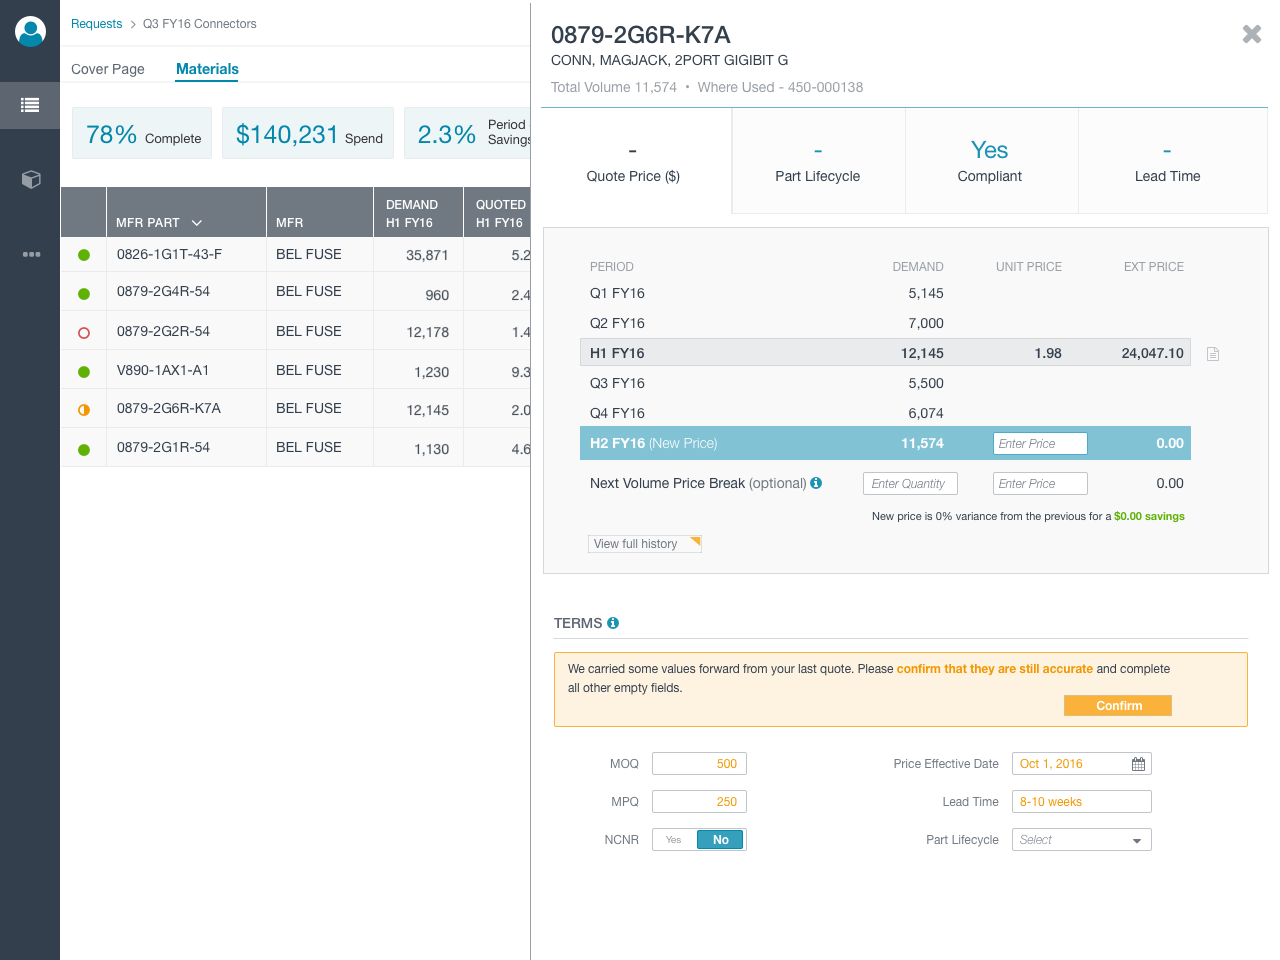 Requests > Q3 FY16 Connectors
Cover Page Materials
78% Complete
$140,231 Spend
2.3% Period Savings
MFR PART MFR DEMAND H1 FY16 QUOTED H1 FY16
0826-1G1T-43-F BEL FUSE 35,871 5.2
0879-2G4R-54 BEL FUSE 960 2.4
0879-2G2R-54 BEL FUSE 12,178 1.4
V890-1AX1-A1 BEL FUSE 1,230 9.3
0879-2G6R-K7A BEL FUSE 12,145 2.0
0879-2G1R-54 BEL FUSE 1,130 4.6
0879-2G6R-K7A
CONN, MAGJACK, 2PORT GIGIBIT G
Total Volume 11,574 • Where Used - 450-000138
- Quote Price ($)
- Part Lifecycle
Yes Compliant
- Lead Time
PERIOD DEMAND UNIT PRICE EXT PRICE
Q1 FY16 5,145
Q2 FY16 7,000
H1 FY16 12,145 1.98 24,047.10
Q3 FY16 5,500
Q4 FY16 6,074
H2 FY16 (New Price) 11,574 Enter Price 0.00
Next Volume Price Break (optional) Enter Quantity Enter Price 0.00
New price is 0% variance from the previous for a $0.00 savings
View full history
TERMS
We carried some values forward from your last quote. Please confirm that they are still accurate and complete
all other empty fields.
Confirm
MOQ 500 Price Effective Date Oct 1, 2016
MPQ 250 Lead Time 8-10 weeks
NCNR Yes No Part Lifecycle Select